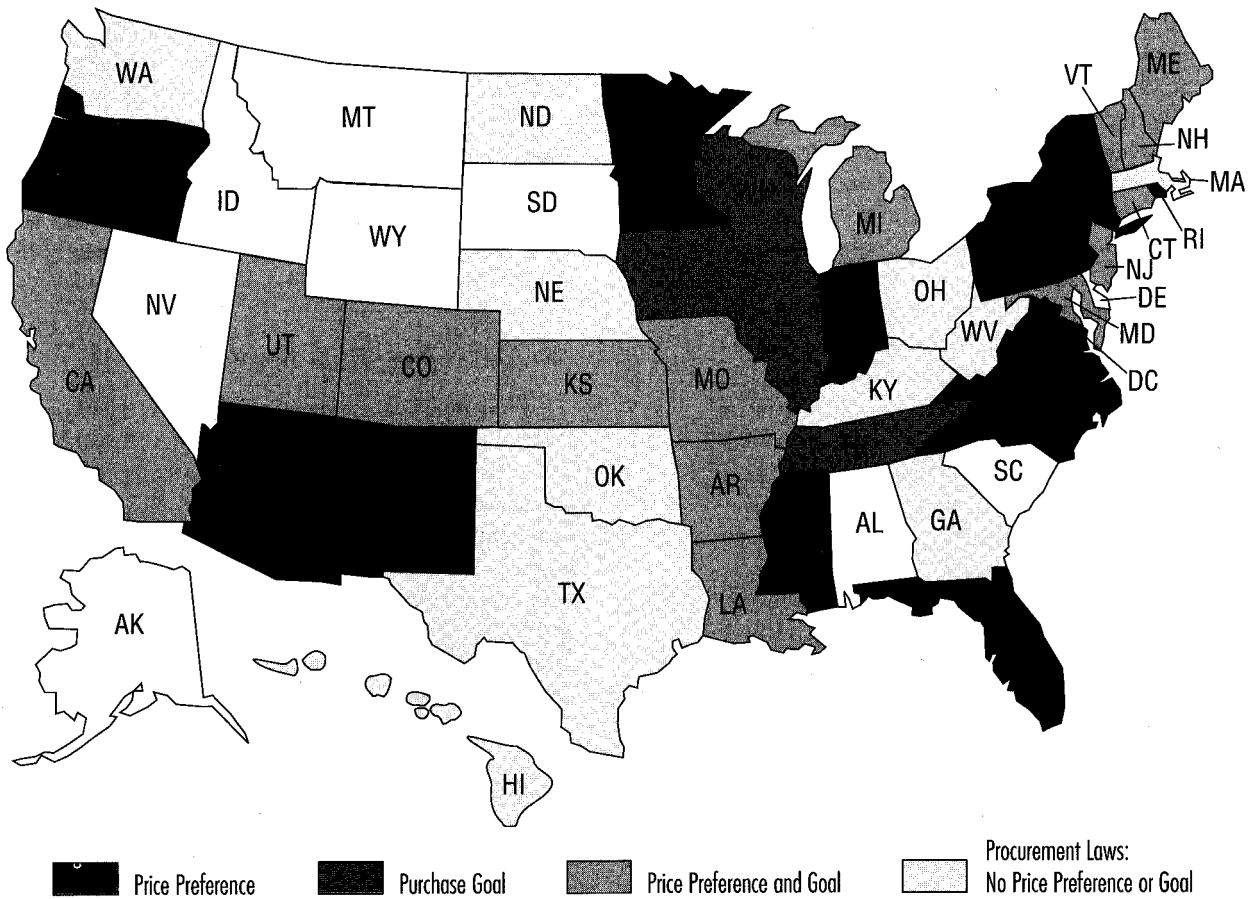 WA
MT
ND
VT
ME
NH
MA
ID
SD
WY
MI
RI
CT
NJ
NV
NE
OH
DE
UT
WV
MD
CO
CA
KS
MO
KY
DC
OK
AR
SC
AL
GA
TX
LA
AK
HI
Price Preference
Purchase Goal
Price Preference and Goal
Procurement Laws:
No Price Preference or Goal